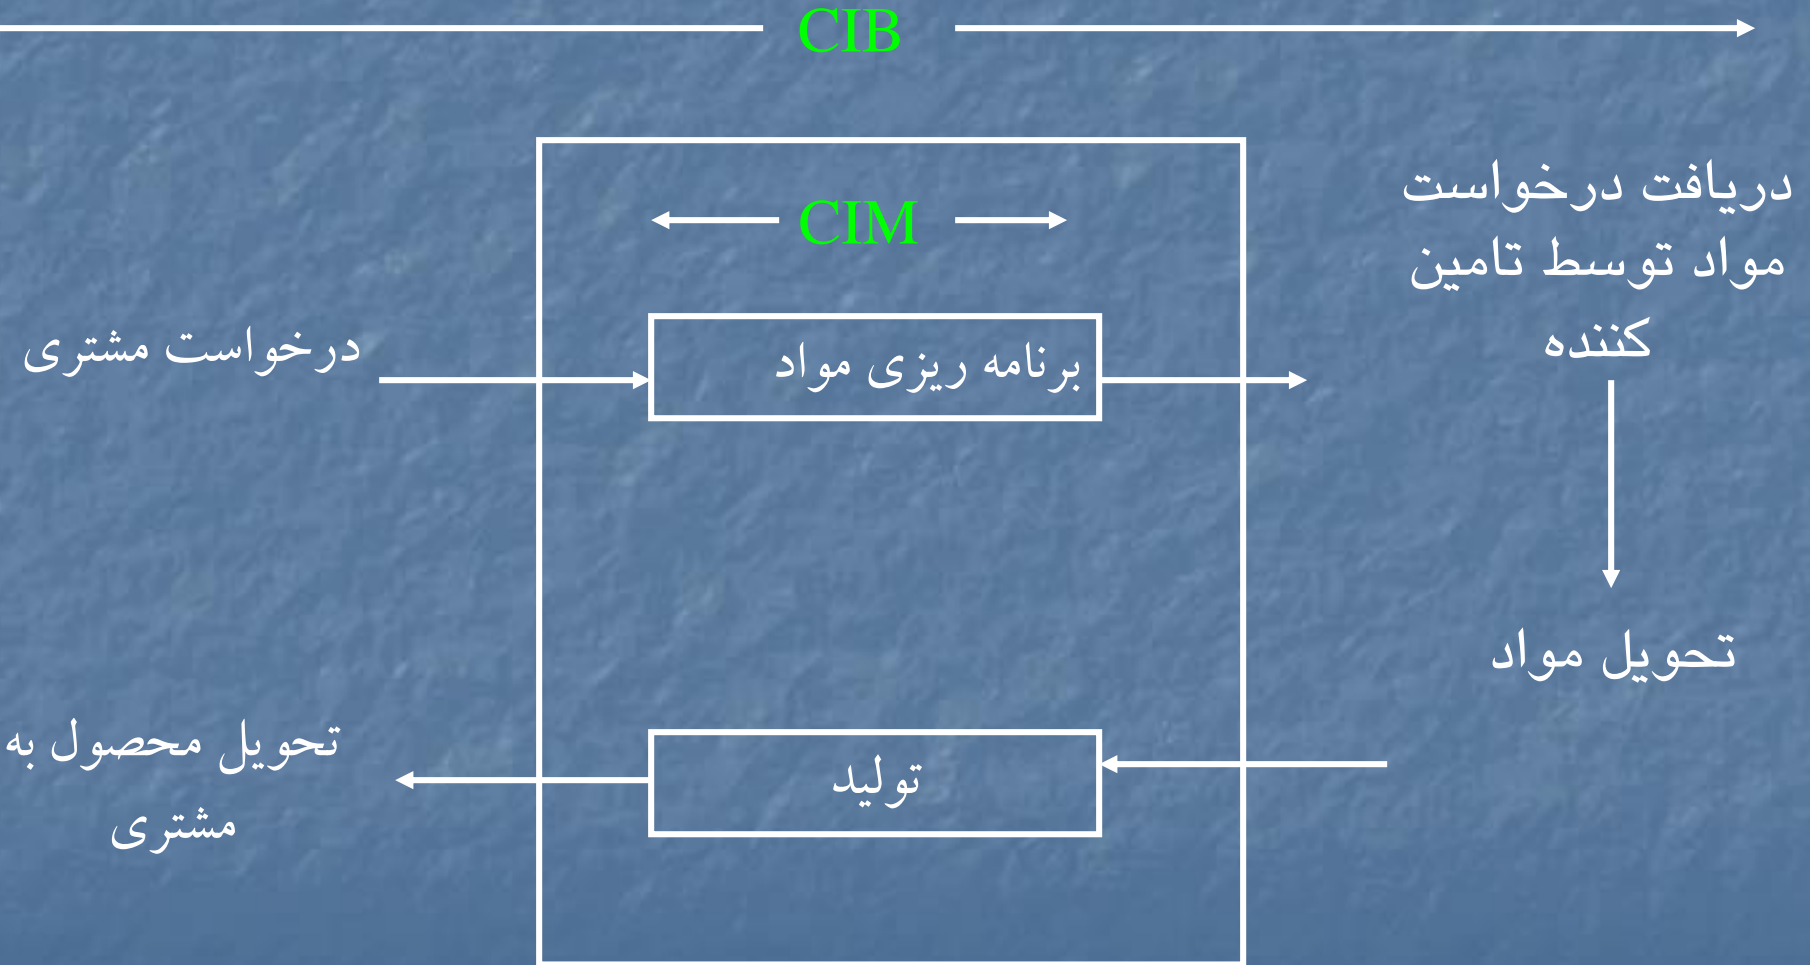 CIB
CIM
درخواست مشتری
برنامه ریزی مواد
دریافت درخواست
مواد توسط تامین
کننده
تحویل مواد
تولید
تحویل محصول به
مشتری